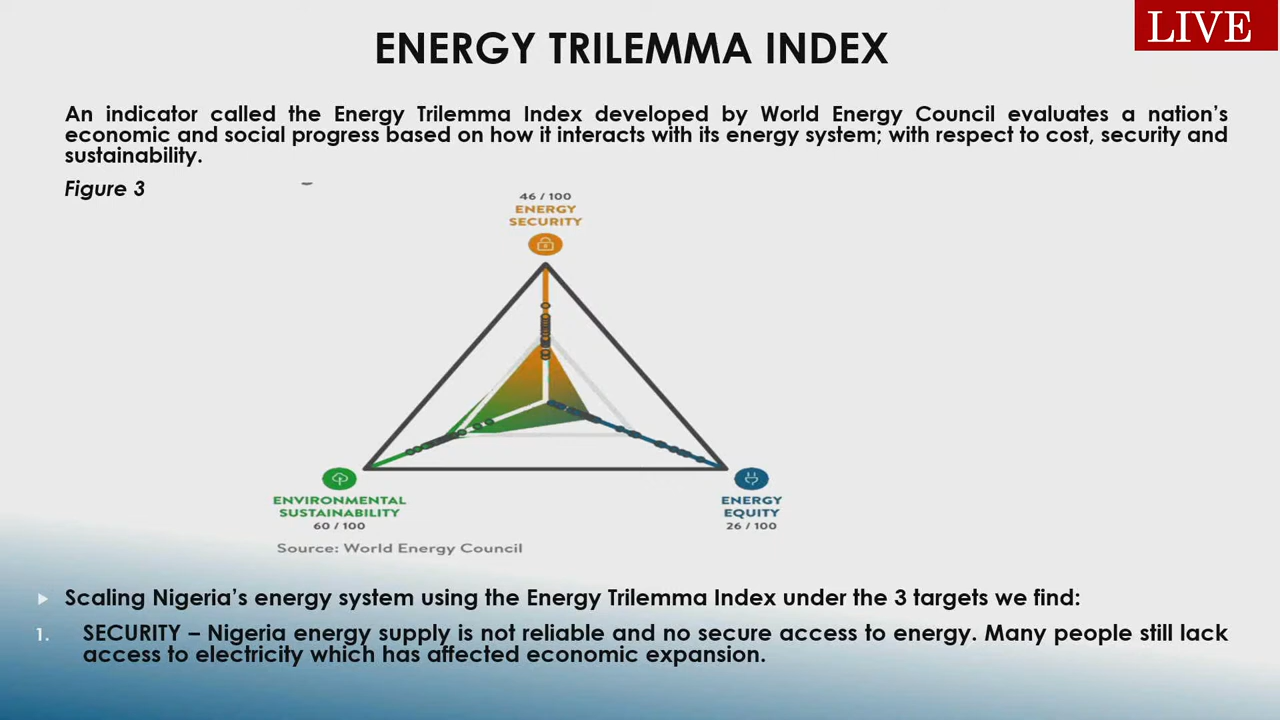 LIVE
ENERGY TRILEMMA INDEX
An indicator called the Energy Trilemma Index developed by World Energy Council evaluates a nation's
economic and social progress based on how it interacts with its energy system; with respect to cost, security and
sustainability.
Figure 3
46 / 100
ENERGY
SECURITY
ENVIRONMENTAL
SUSTAINABILITY
60 / 100
ENERGY
EQUITY
26 / 100
Source: World Energy Council
Scaling Nigeria's energy system using the Energy Trilemma Index under the 3 targets we find:
1. SECURITY – Nigeria energy supply is not reliable and no secure access to energy. Many people still lack
access to electricity which has affected economic expansion.